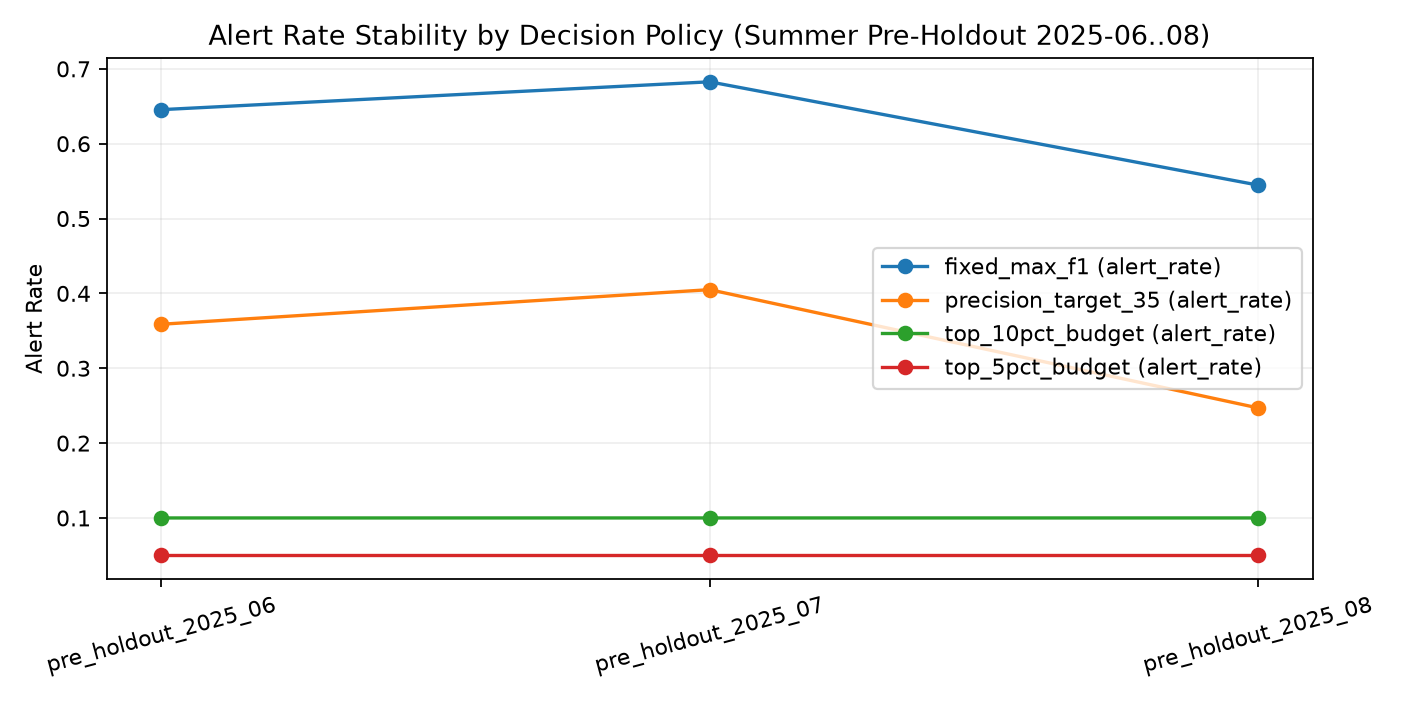 Alert Rate Stability by Decision Policy (Summer Pre-Holdout 2025-06..08)
Alert Rate
0.7
0.6
0.5
0.4
0.3
0.2
0.1
fixed_max_f1 (alert_rate)
precision_target_35 (alert_rate)
top_10pct_budget (alert_rate)
top_5pct_budget (alert_rate)
pre_holdout_2025_06
pre_holdout_2025_07
pre_holdout_2025_08